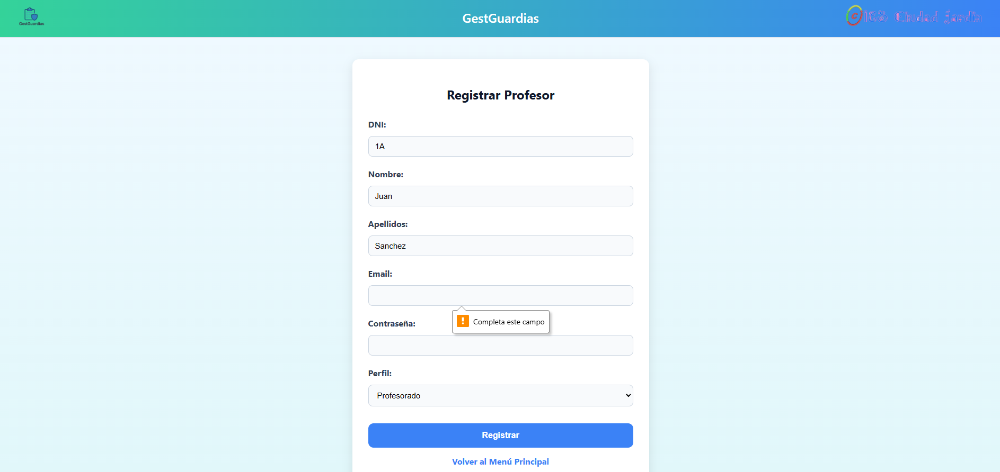 GestGuardias
GestGuardias
IES Ciudad Jardín
Registrar Profesor
DNI:
1A
Nombre:
Juan
Apellidos:
Sanchez
Email:
Completa este campo
Contraseña:
Perfil:
Profesorado
Registrar
Volver al Menú Principal